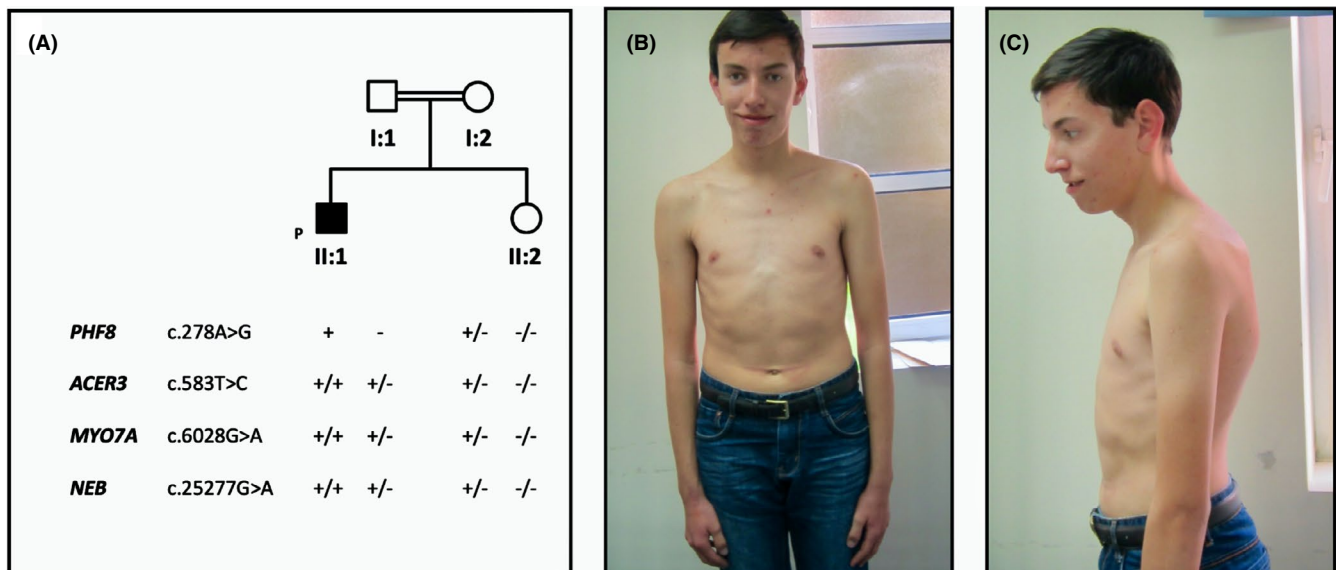 (A)
I:1 I:2
P
II:1 II:2
PHF8 c.278A>G + - +/- -/-
ACER3 c.583T>C +/+ +/- +/- -/-
MYO7A c.6028G>A +/+ +/- +/- -/-
NEB c.25277G>A +/+ +/- +/- -/-
(B)
(C)